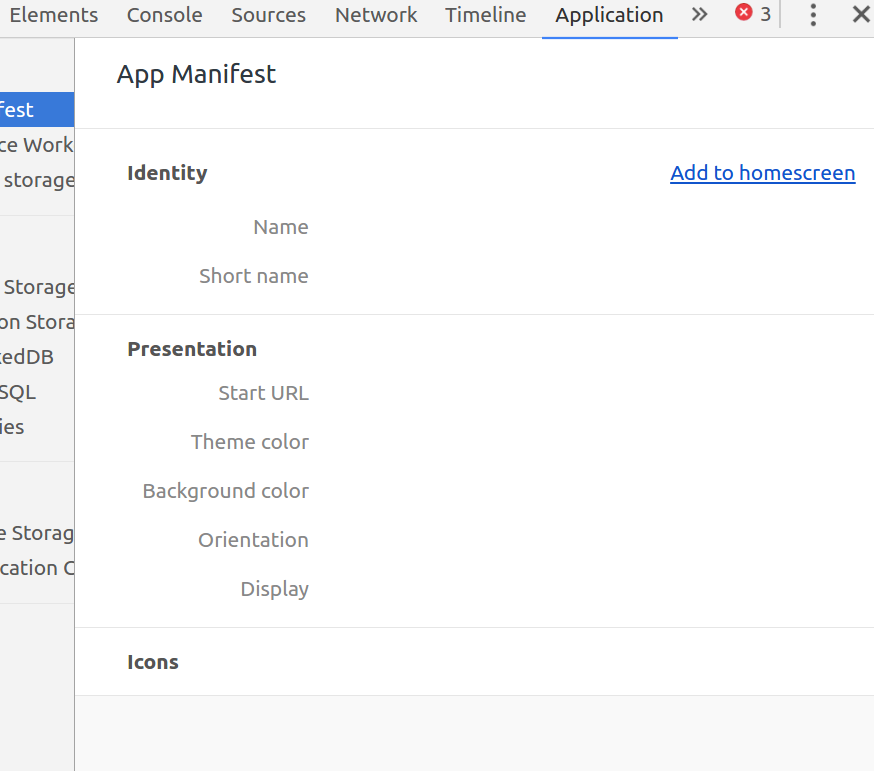 Elements Console Sources Network Timeline Application » 3
App Manifest
fest
ce Work
storage
Storage
on Stora
edDB
SQL
ies
e Storag
cation C
Identity Add to homescreen
Name
Short name
Presentation
Start URL
Theme color
Background color
Orientation
Display
Icons